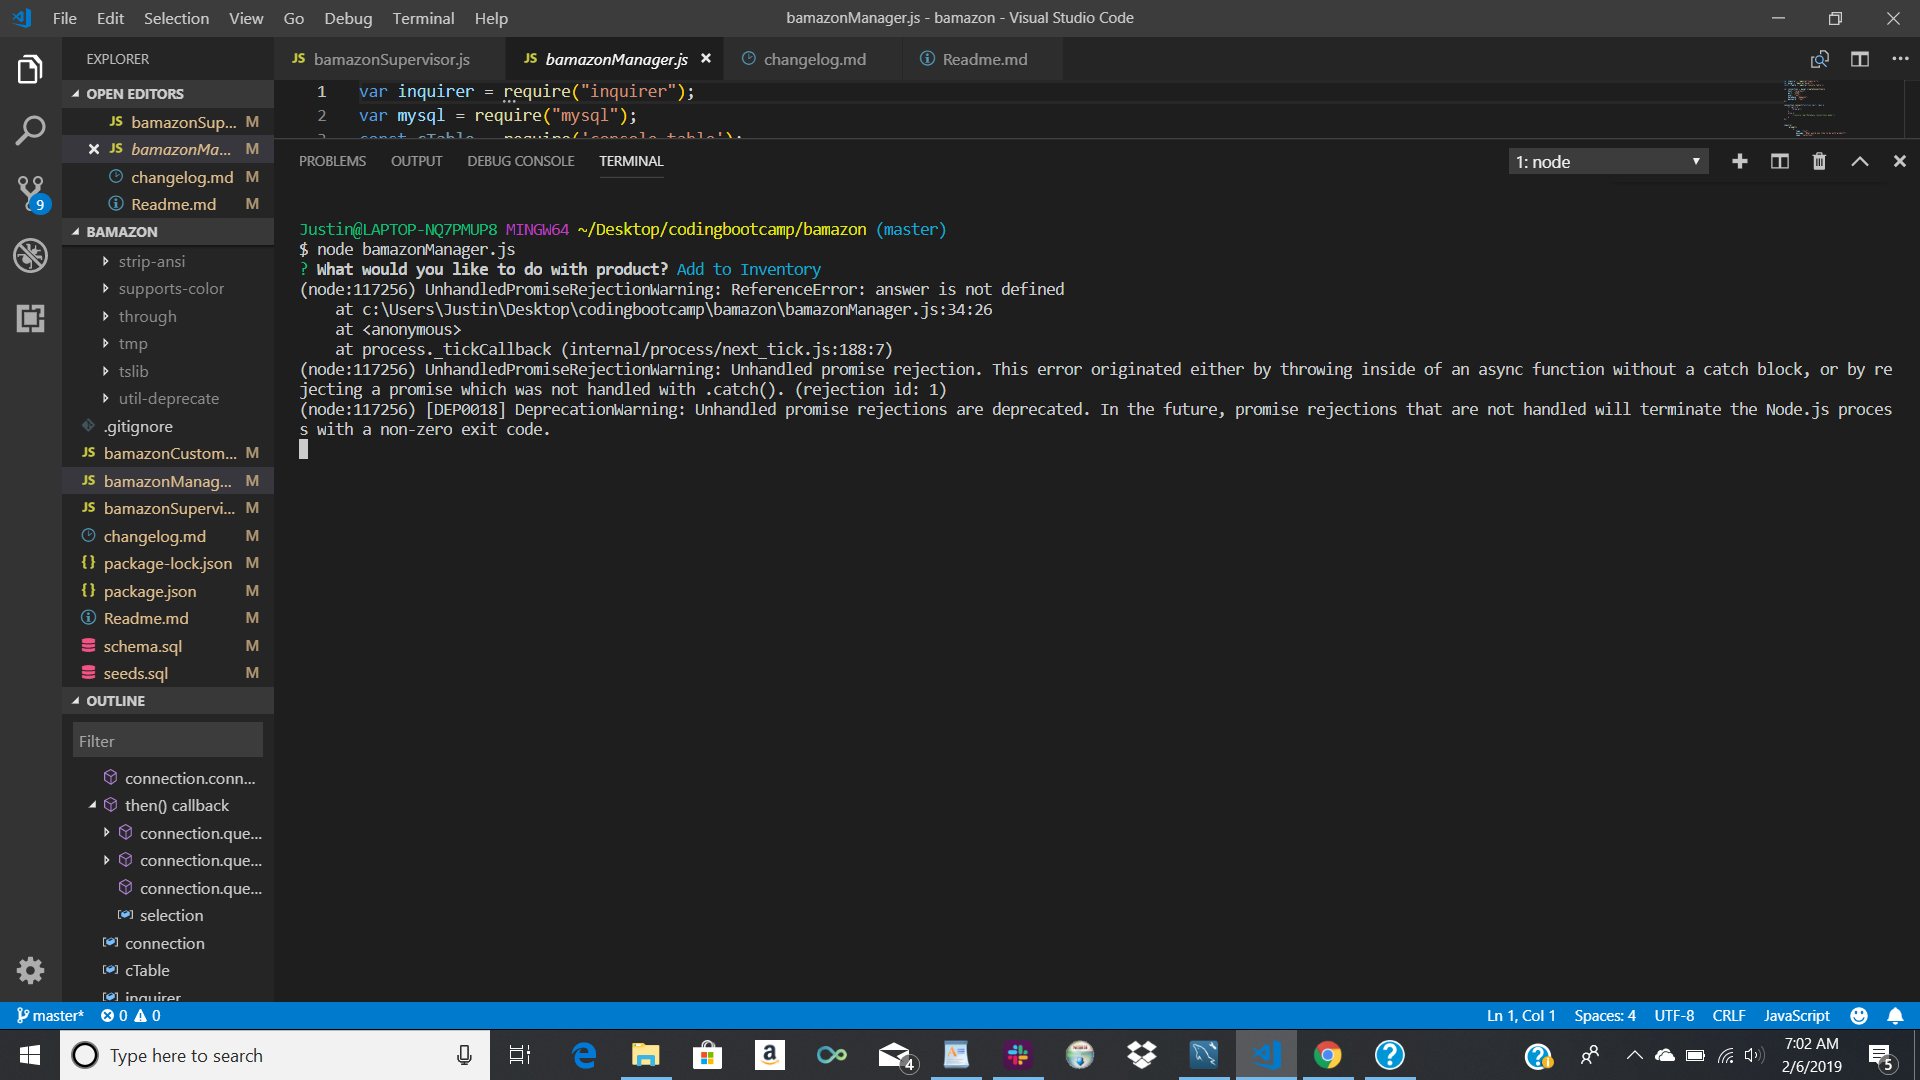 File Edit Selection View Go Debug Terminal Help
bamazonManager.js - bamazon - Visual Studio Code
EXPLORER
JS bamazonSupervisor.js
JS bamazonManager.js
changelog.md
Readme.md
OPEN EDITORS
JS bamazonSup... M
JS bamazonMa... M
changelog.md M
Readme.md M
1 var inquirer = require("inquirer");
2 var mysql = require("mysql");
3 const cTable = require('console.table');
PROBLEMS OUTPUT DEBUG CONSOLE TERMINAL
1: node
9
BAMAZON
strip-ansi
supports-color
through
tmp
tslib
util-deprecate
.gitignore
JS bamazonCustom... M
JS bamazonManag... M
JS bamazonSupervi... M
changelog.md M
{} package-lock.json M
{} package.json M
Readme.md M
schema.sql M
seeds.sql M
OUTLINE
Filter
connection.conn...
then() callback
connection.que...
connection.que...
connection.que...
selection
connection
cTable
inquirer
Justin@LAPTOP-NQ7PMUP8 MINGW64 ~/Desktop/codingbootcamp/bamazon (master)
$ node bamazonManager.js
? What would you like to do with product? Add to Inventory
(node:117256) UnhandledPromiseRejectionWarning: ReferenceError: answer is not defined
at c:\Users\Justin\Desktop\codingbootcamp\bamazon\bamazonManager.js:34:26
at <anonymous>
at process._tickCallback (internal/process/next_tick.js:188:7)
(node:117256) UnhandledPromiseRejectionWarning: Unhandled promise rejection. This error originated either by throwing inside of an async function without a catch block, or by re
jecting a promise which was not handled with .catch(). (rejection id: 1)
(node:117256) [DEP0018] DeprecationWarning: Unhandled promise rejections are deprecated. In the future, promise rejections that are not handled will terminate the Node.js proces
s with a non-zero exit code.
master* 0 0
Ln 1, Col 1 Spaces: 4 UTF-8 CRLF JavaScript
Type here to search
4
7:02 AM
2/6/2019
5